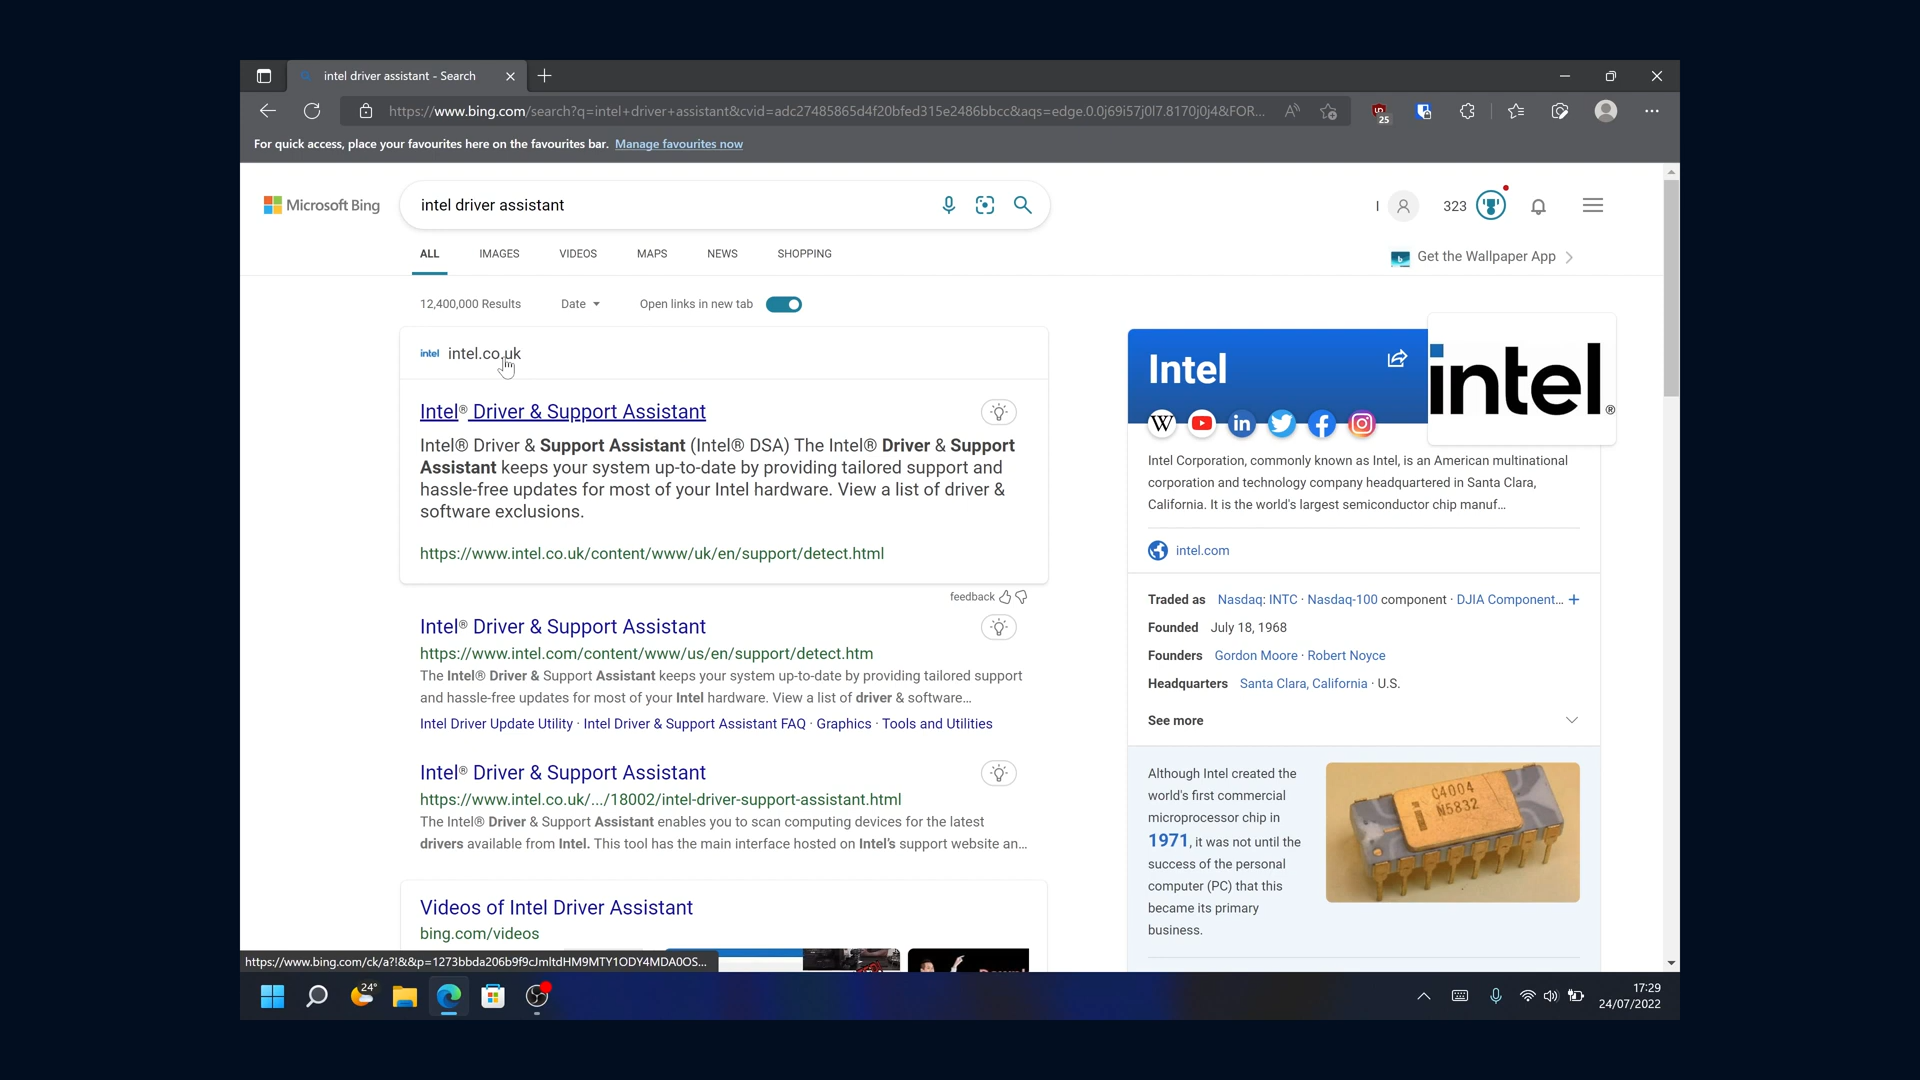 intel driver assistant - Search
https://www.bing.com/search?q=intel+driver+assistant&cvid=adc27485865d4f20bfed315e2486bbcc&aqs=edge.0.0j69i57j0l7.8170j0j4&FOR...
25
For quick access, place your favourites here on the favourites bar. Manage favourites now
Microsoft Bing
intel driver assistant
I
323
ALL
IMAGES
VIDEOS
MAPS
NEWS
SHOPPING
Get the Wallpaper App
12,400,000 Results
Date
Open links in new tab
intel
intel.co.uk
Intel® Driver & Support Assistant
Intel® Driver & Support Assistant (Intel® DSA) The Intel® Driver & Support
Assistant keeps your system up-to-date by providing tailored support and
hassle-free updates for most of your Intel hardware. View a list of driver &
software exclusions.
https://www.intel.co.uk/content/www/uk/en/support/detect.html
feedback
Intel® Driver & Support Assistant
https://www.intel.com/content/www/us/en/support/detect.htm
The Intel® Driver & Support Assistant keeps your system up-to-date by providing tailored support
and hassle-free updates for most of your Intel hardware. View a list of driver & software...
Intel Driver Update Utility · Intel Driver & Support Assistant FAQ · Graphics · Tools and Utilities
Intel® Driver & Support Assistant
https://www.intel.co.uk/.../18002/intel-driver-support-assistant.html
The Intel® Driver & Support Assistant enables you to scan computing devices for the latest
drivers available from Intel. This tool has the main interface hosted on Intel's support website an...
Videos of Intel Driver Assistant
bing.com/videos
https://www.bing.com/ck/a?!&&p=1273bbda206b9f9cJmltdHM9MTY1ODY4MDA0OS...
Intel
intel®
W
in
Intel Corporation, commonly known as Intel, is an American multinational
corporation and technology company headquartered in Santa Clara,
California. It is the world's largest semiconductor chip manuf...
intel.com
Traded as Nasdaq: INTC · Nasdaq-100 component · DJIA Component... +
Founded July 18, 1968
Founders Gordon Moore · Robert Noyce
Headquarters Santa Clara, California · U.S.
See more
Although Intel created the
world's first commercial
microprocessor chip in
1971, it was not until the
success of the personal
computer (PC) that this
became its primary
business.
C4004
N5832
24°
17:29
24/07/2022